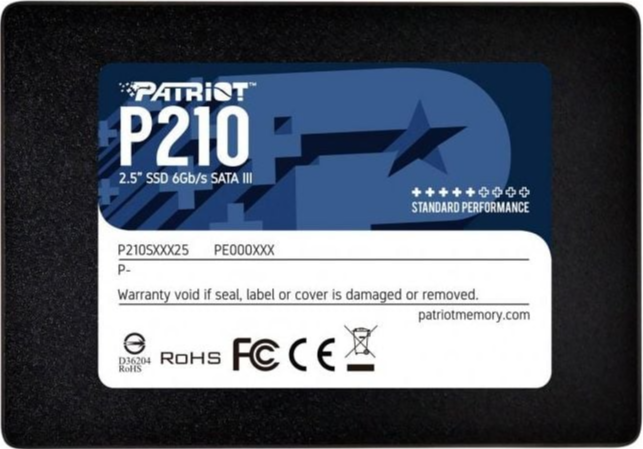 PATRIOT™
P210
2.5" SSD 6Gb/s SATA III
STANDARD PERFORMANCE
P210SXXX25 PE000XXX
P-
Warranty void if seal, label or cover is damaged or removed.
patriotmemory.com
D36204
RoHS
RoHS FC CE